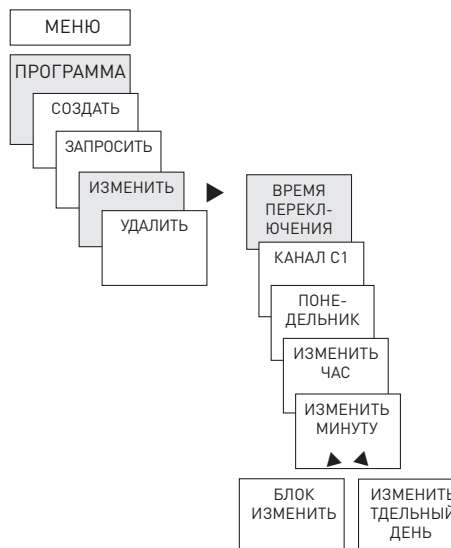 МЕНЮ
ПРОГРАММА
СОЗДАТЬ
ЗАПРОСИТЬ
ИЗМЕНИТЬ
УДАЛИТЬ
ВРЕМЯ
ПЕРЕКЛ-
ЮЧЕНИЯ
КАНАЛ C1
ПОНЕ-
ДЕЛЬНИК
ИЗМЕНИТЬ
ЧАС
ИЗМЕНИТЬ
МИНУТУ
БЛОК
ИЗМЕНИТЬ
ИЗМЕНИТЬ
ТДЕЛЬНЫЙ
ДЕНЬ